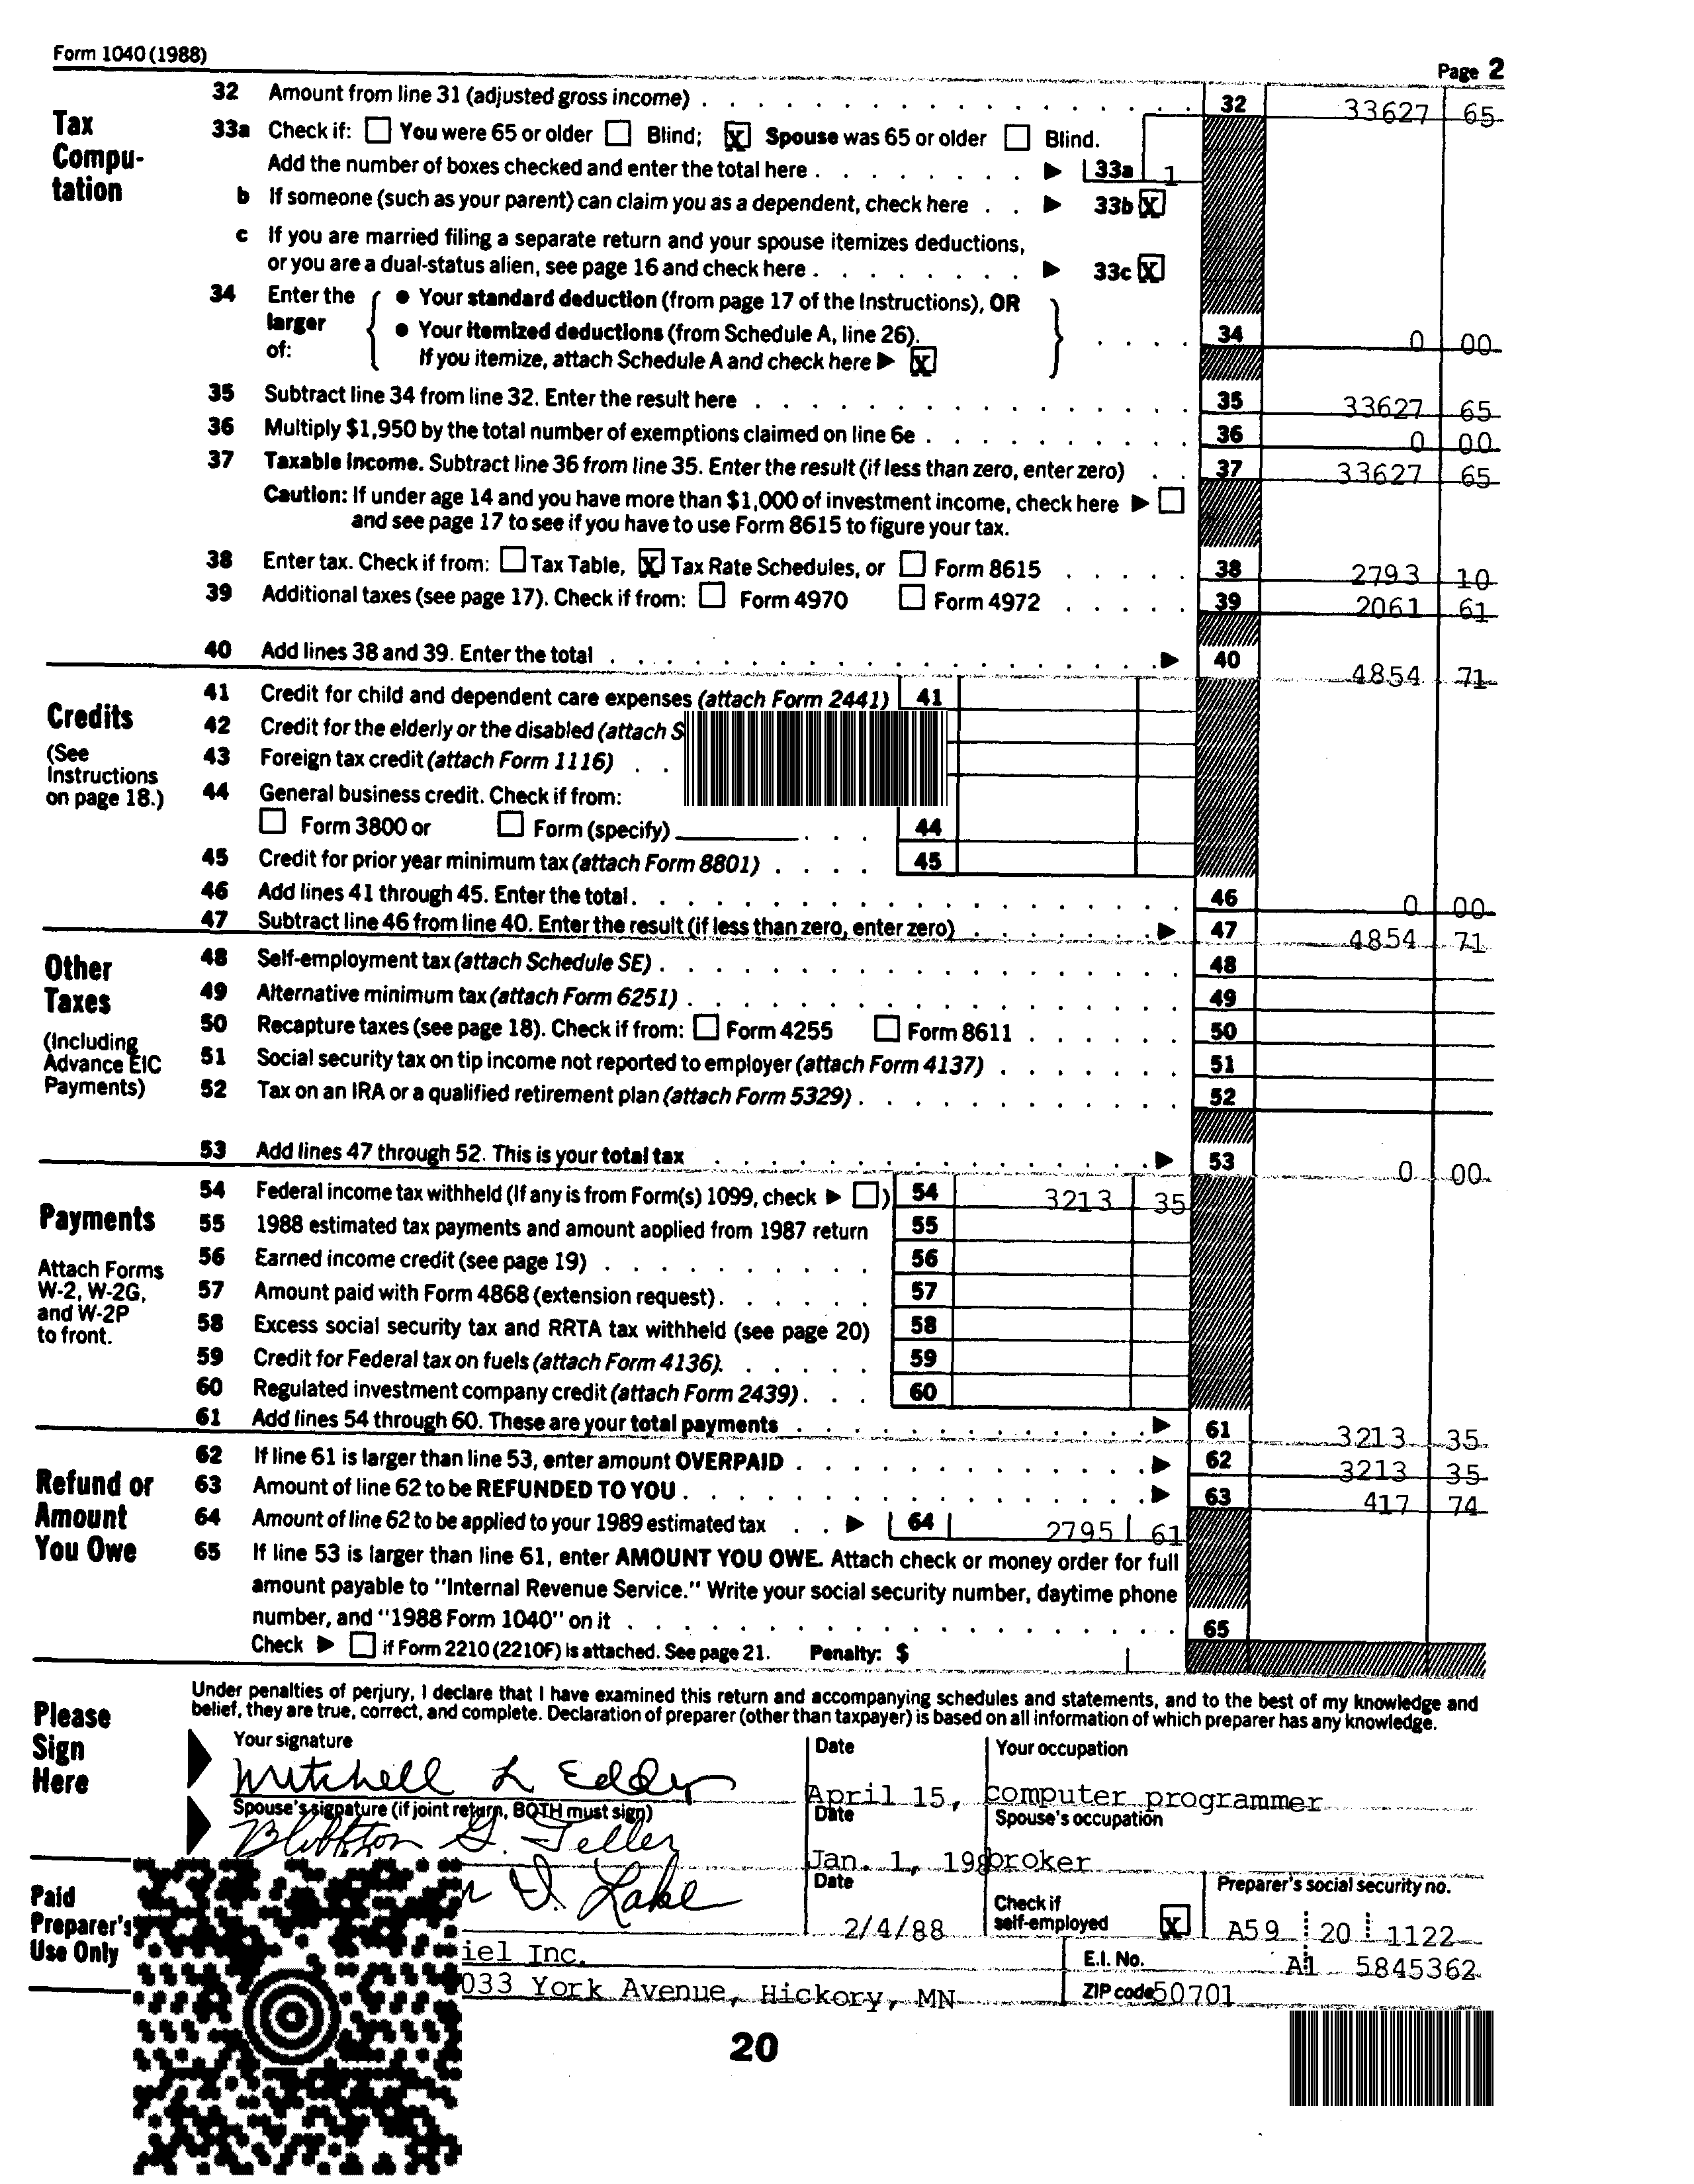 Form 1040 (1988)
Page 2
Tax Compu-tation
32 Amount from line 31 (adjusted gross income) . . . 32 33627 65
33a Check if: ☐ You were 65 or older ☐ Blind; ☒ Spouse was 65 or older ☐ Blind.
Add the number of boxes checked and enter the total here . . . ► 33a 1
b If someone (such as your parent) can claim you as a dependent, check here . . ► 33b ☒
c If you are married filing a separate return and your spouse itemizes deductions,
or you are a dual-status alien, see page 16 and check here . . . ► 33c ☒
34 Enter the larger of: { ● Your standard deduction (from page 17 of the Instructions), OR
● Your itemized deductions (from Schedule A, line 26).
If you itemize, attach Schedule A and check here ► ☒ } . . . . 34 0 00
35 Subtract line 34 from line 32. Enter the result here . . . 35 33627 65
36 Multiply $1,950 by the total number of exemptions claimed on line 6e . . . 36 0 00
37 Taxable income. Subtract line 36 from line 35. Enter the result (if less than zero, enter zero) . . 37 33627 65
Caution: If under age 14 and you have more than $1,000 of investment income, check here ► ☐
and see page 17 to see if you have to use Form 8615 to figure your tax.
38 Enter tax. Check if from: ☐ Tax Table, ☒ Tax Rate Schedules, or ☐ Form 8615 . . . 38 2793 10
39 Additional taxes (see page 17). Check if from: ☐ Form 4970 ☐ Form 4972 . . . 39 2061 61
40 Add lines 38 and 39. Enter the total . . . ► 40 4854 71
Credits
(See Instructions on page 18.)
41 Credit for child and dependent care expenses (attach Form 2441) 41
42 Credit for the elderly or the disabled (attach S
43 Foreign tax credit (attach Form 1116) . .
44 General business credit. Check if from:
☐ Form 3800 or ☐ Form (specify) . . . 44
45 Credit for prior year minimum tax (attach Form 8801) . . . . 45
46 Add lines 41 through 45. Enter the total . . . 46 0 00
47 Subtract line 46 from line 40. Enter the result (if less than zero, enter zero) . . . ► 47 4854 71
Other Taxes
(Including Advance EIC Payments)
48 Self-employment tax (attach Schedule SE) . . . 48
49 Alternative minimum tax (attach Form 6251) . . . 49
50 Recapture taxes (see page 18). Check if from: ☐ Form 4255 ☐ Form 8611 . . . 50
51 Social security tax on tip income not reported to employer (attach Form 4137) . . . 51
52 Tax on an IRA or a qualified retirement plan (attach Form 5329) . . . 52
53 Add lines 47 through 52. This is your total tax . . . ► 53 0 00
Payments
Attach Forms W-2, W-2G, and W-2P to front.
54 Federal income tax withheld (If any is from Form(s) 1099, check ► ☐ ) 54 3213 35
55 1988 estimated tax payments and amount applied from 1987 return 55
56 Earned income credit (see page 19) . . . 56
57 Amount paid with Form 4868 (extension request) . . . 57
58 Excess social security tax and RRTA tax withheld (see page 20) 58
59 Credit for Federal tax on fuels (attach Form 4136). . . . 59
60 Regulated investment company credit (attach Form 2439) . . . 60
61 Add lines 54 through 60. These are your total payments . . . ► 61 3213 35
Refund or Amount You Owe
62 If line 61 is larger than line 53, enter amount OVERPAID . . . ► 62 3213 35
63 Amount of line 62 to be REFUNDED TO YOU . . . ► 63 417 74
64 Amount of line 62 to be applied to your 1989 estimated tax . . ► 64 2795 61
65 If line 53 is larger than line 61, enter AMOUNT YOU OWE. Attach check or money order for full
amount payable to "Internal Revenue Service." Write your social security number, daytime phone
number, and "1988 Form 1040" on it . . . 65
Check ► ☐ if Form 2210 (2210F) is attached. See page 21. Penalty: $
Please Sign Here
Under penalties of perjury, I declare that I have examined this return and accompanying schedules and statements, and to the best of my knowledge and
belief, they are true, correct, and complete. Declaration of preparer (other than taxpayer) is based on all information of which preparer has any knowledge.
Your signature Date Your occupation
Mitchell L Eddy April 15, computer programmer
Spouse's signature (if joint return, BOTH must sign) Date Spouse's occupation
Bluffton G. Teller Jan. 1, 198 broker
Paid Preparer's Use Only
Date Check if self-employed ☒ Preparer's social security no.
D. Lake 2/4/88 A59 20 1122
iel Inc. E.I. No. A1 5845362
033 York Avenue, Hickory, MN ZIP code 50701
20